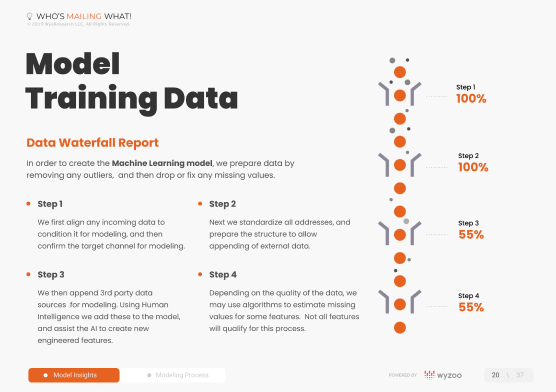 WHO'S MAILING WHAT!
Model
Training Data
Data Waterfall Report
In order to create the Machine Learning model, we prepare data by
removing any outliers, and then drop or fix any missing values.
Step 1
We first align any incoming data to
condition it for modeling, and then
confirm the target channel for modeling.
Step 2
Next we standardize all addresses, and
prepare the structure to allow
appending of external data.
Step 3
We then append 3rd party data
sources for modeling. Using Human
Intelligence we add these to the model,
and assist the AI to create new
engineered features.
Step 4
Depending on the quality of the data, we
may use algorithms to estimate missing
values for some features. Not all features
will qualify for this process.
Step 1
100%
Step 2
100%
Step 3
55%
Step 4
55%
Model Insights
Modeling Process
POWERED BY
wyzoo
20 \ 37